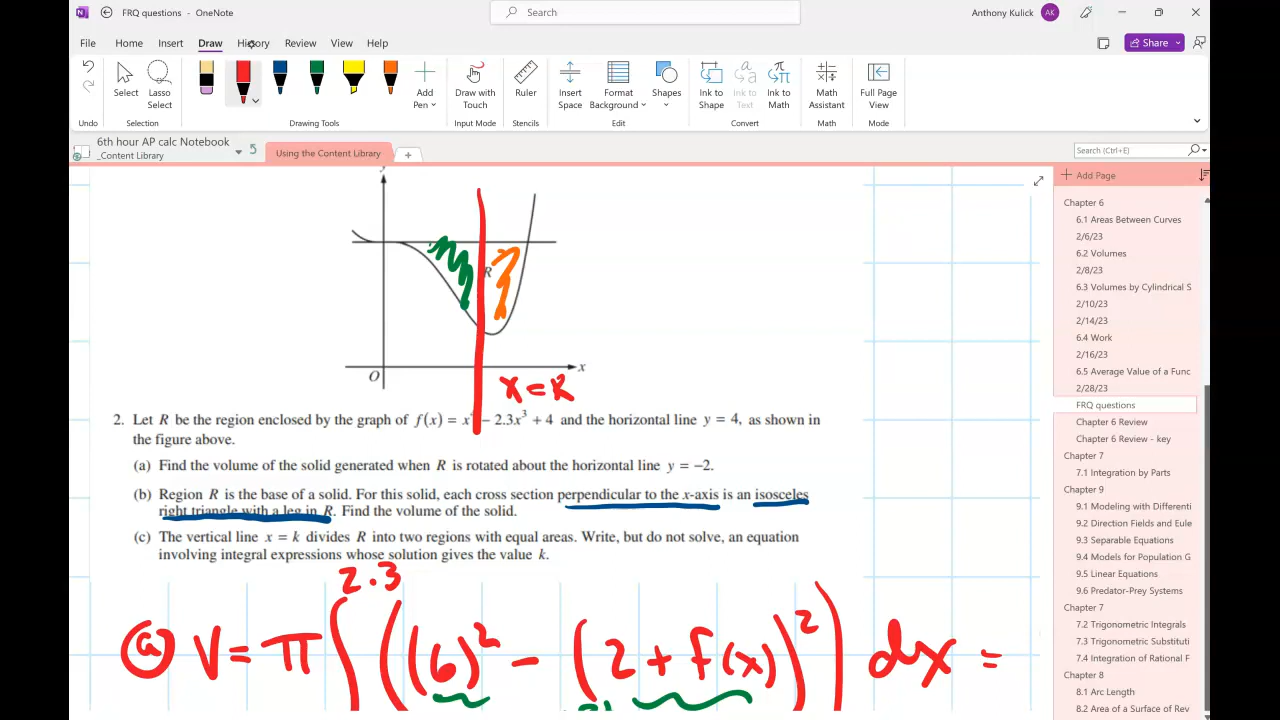 FRQ questions - OneNote
Search
Anthony Kulick AK
File Home Insert Draw History Review View Help
Share
Undo
Select
Lasso Select
Add Pen
Draw with Touch
Ruler
Insert Space
Format Background
Shapes
Ink to Shape
Ink to Text
Ink to Math
Math Assistant
Full Page View
Undo Selection Drawing Tools Input Mode Stencils Edit Convert Math Mode
6th hour AP calc Notebook
_Content Library
Using the Content Library
+
Search (Ctrl+E)
R
O
x
x = R
2. Let R be the region enclosed by the graph of f(x) = x − 2.3x³ + 4 and the horizontal line y = 4, as shown in
the figure above.
(a) Find the volume of the solid generated when R is rotated about the horizontal line y = −2.
(b) Region R is the base of a solid. For this solid, each cross section perpendicular to the x-axis is an isosceles
right triangle with a leg in R. Find the volume of the solid.
(c) The vertical line x = k divides R into two regions with equal areas. Write, but do not solve, an equation
involving integral expressions whose solution gives the value k.
2.3
(a) V = π ∫ ((6)² − (2 + f(x))²) dx =
Add Page
Chapter 6
6.1 Areas Between Curves
2/6/23
6.2 Volumes
2/8/23
6.3 Volumes by Cylindrical S
2/10/23
2/14/23
6.4 Work
2/16/23
6.5 Average Value of a Func
2/28/23
FRQ questions
Chapter 6 Review
Chapter 6 Review - key
Chapter 7
7.1 Integration by Parts
Chapter 9
9.1 Modeling with Differenti
9.2 Direction Fields and Eule
9.3 Separable Equations
9.4 Models for Population G
9.5 Linear Equations
9.6 Predator-Prey Systems
Chapter 7
7.2 Trigonometric Integrals
7.3 Trigonometric Substituti
7.4 Integration of Rational F
Chapter 8
8.1 Arc Length
8.2 Area of a Surface of Rev